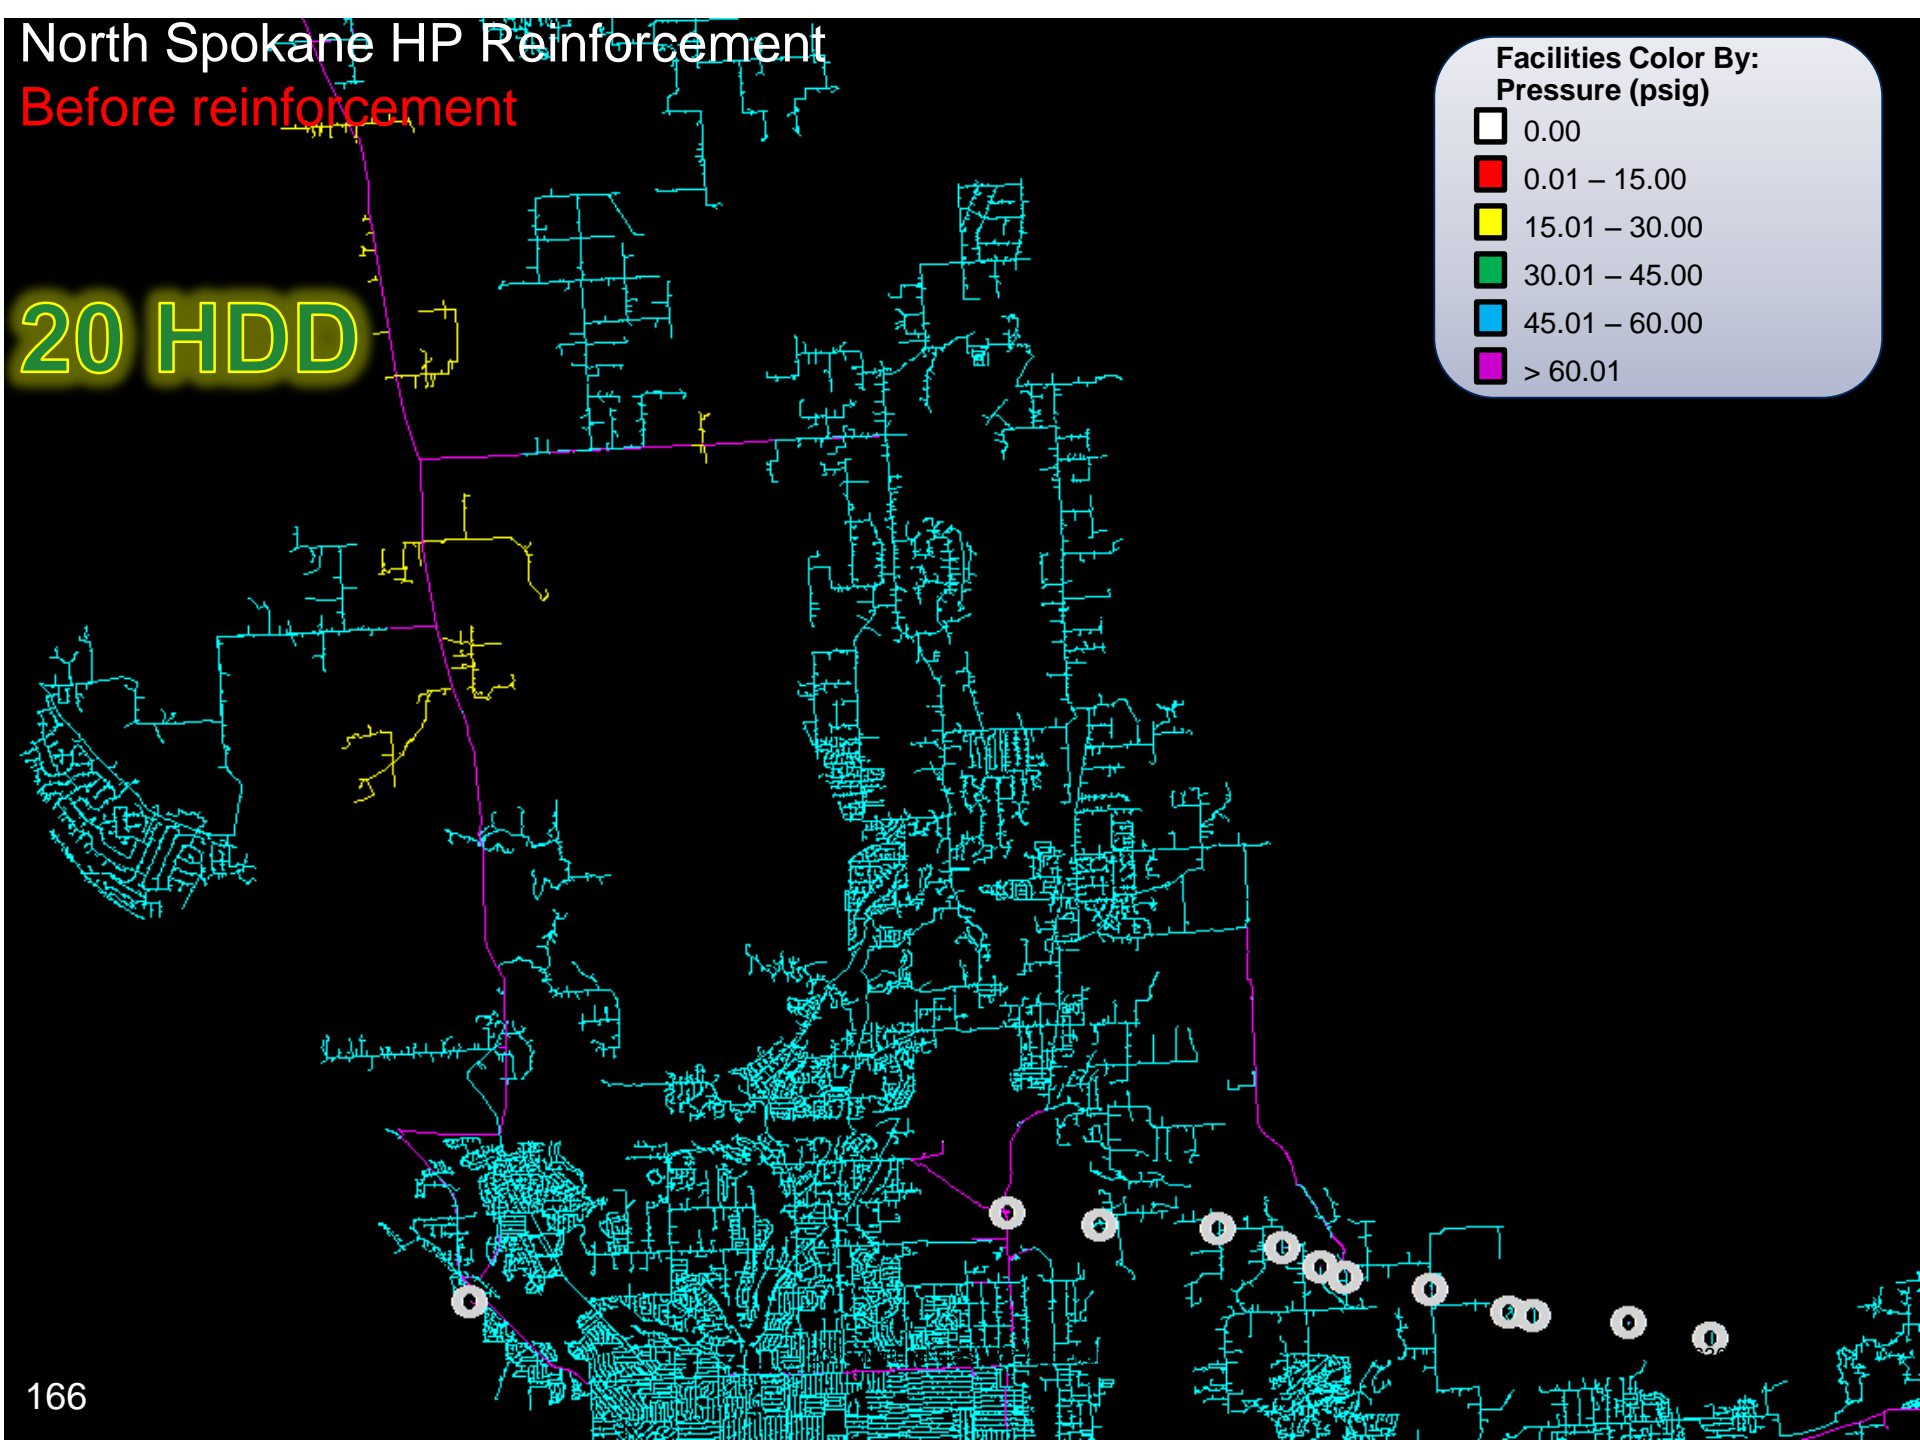 North Spokane HP Reinforcement
Before reinforcement
Facilities Color By:
Pressure (psig)
0.00
0.01 – 15.00
15.01 – 30.00
30.01 – 45.00
45.01 – 60.00
> 60.01
20 HDD
166